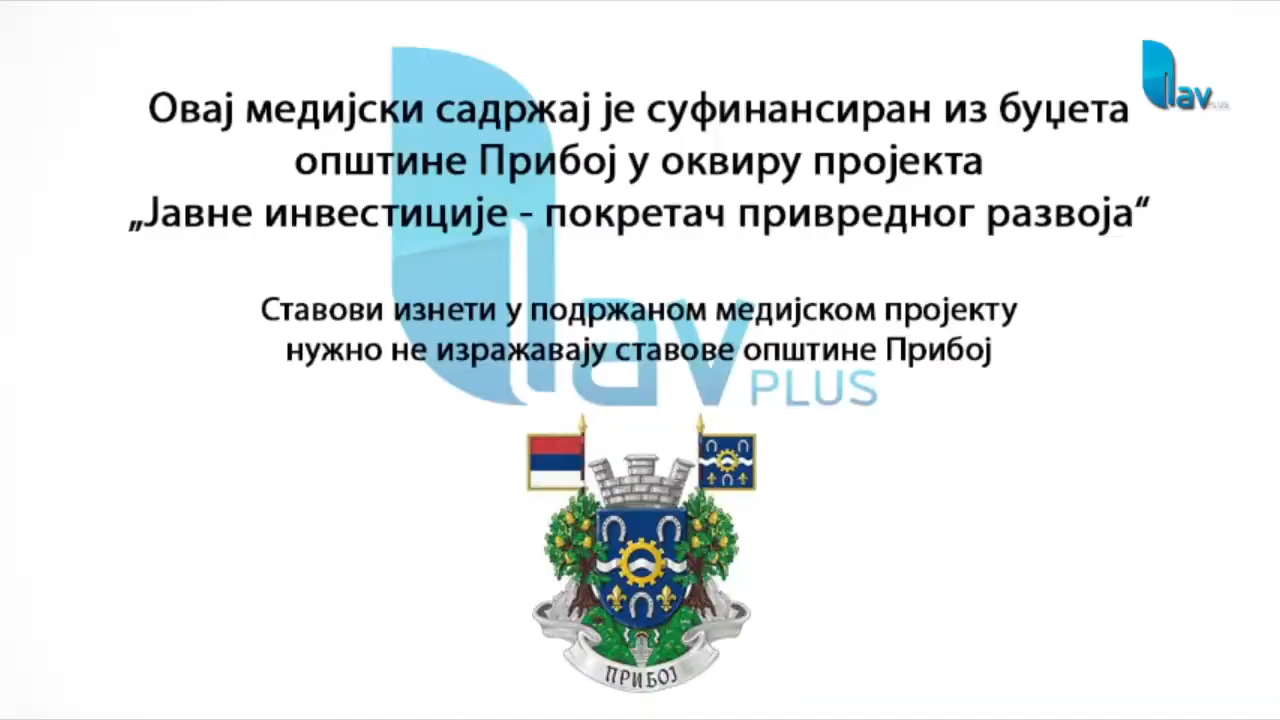 Овај медијски садржај је суфинансиран из буџета
општине Прибој у оквиру пројекта
„Јавне инвестиције - покретач привредног развоја“
Ставови изнети у подржаном медијском пројекту
нужно не изражавају ставове општине Прибој
lav
PLUS
lav PLUS
ПРИБОЈ